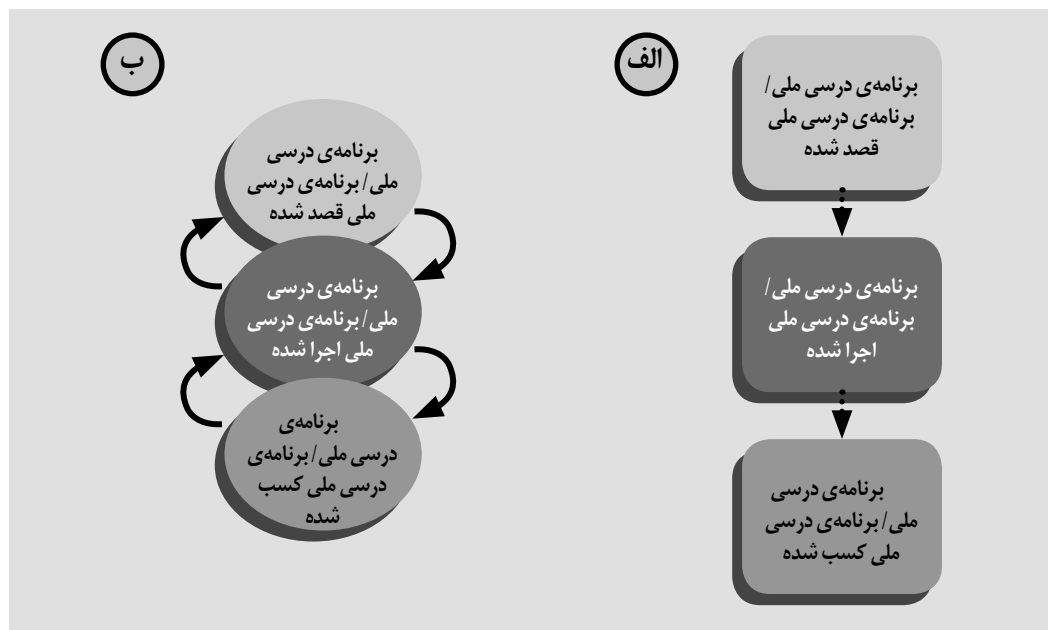 الف
برنامه‌ی درسی ملی/
برنامه‌ی درسی ملی
قصد شده
برنامه‌ی درسی ملی/
برنامه‌ی درسی ملی
اجرا شده
برنامه‌ی درسی
ملی/ برنامه‌ی درسی
ملی کسب شده
ب
برنامه‌ی درسی
ملی/ برنامه‌ی درسی
ملی قصد شده
برنامه‌ی درسی
ملی/ برنامه‌ی درسی
ملی اجرا شده
برنامه‌ی
درسی ملی/ برنامه‌ی
درسی ملی کسب
شده